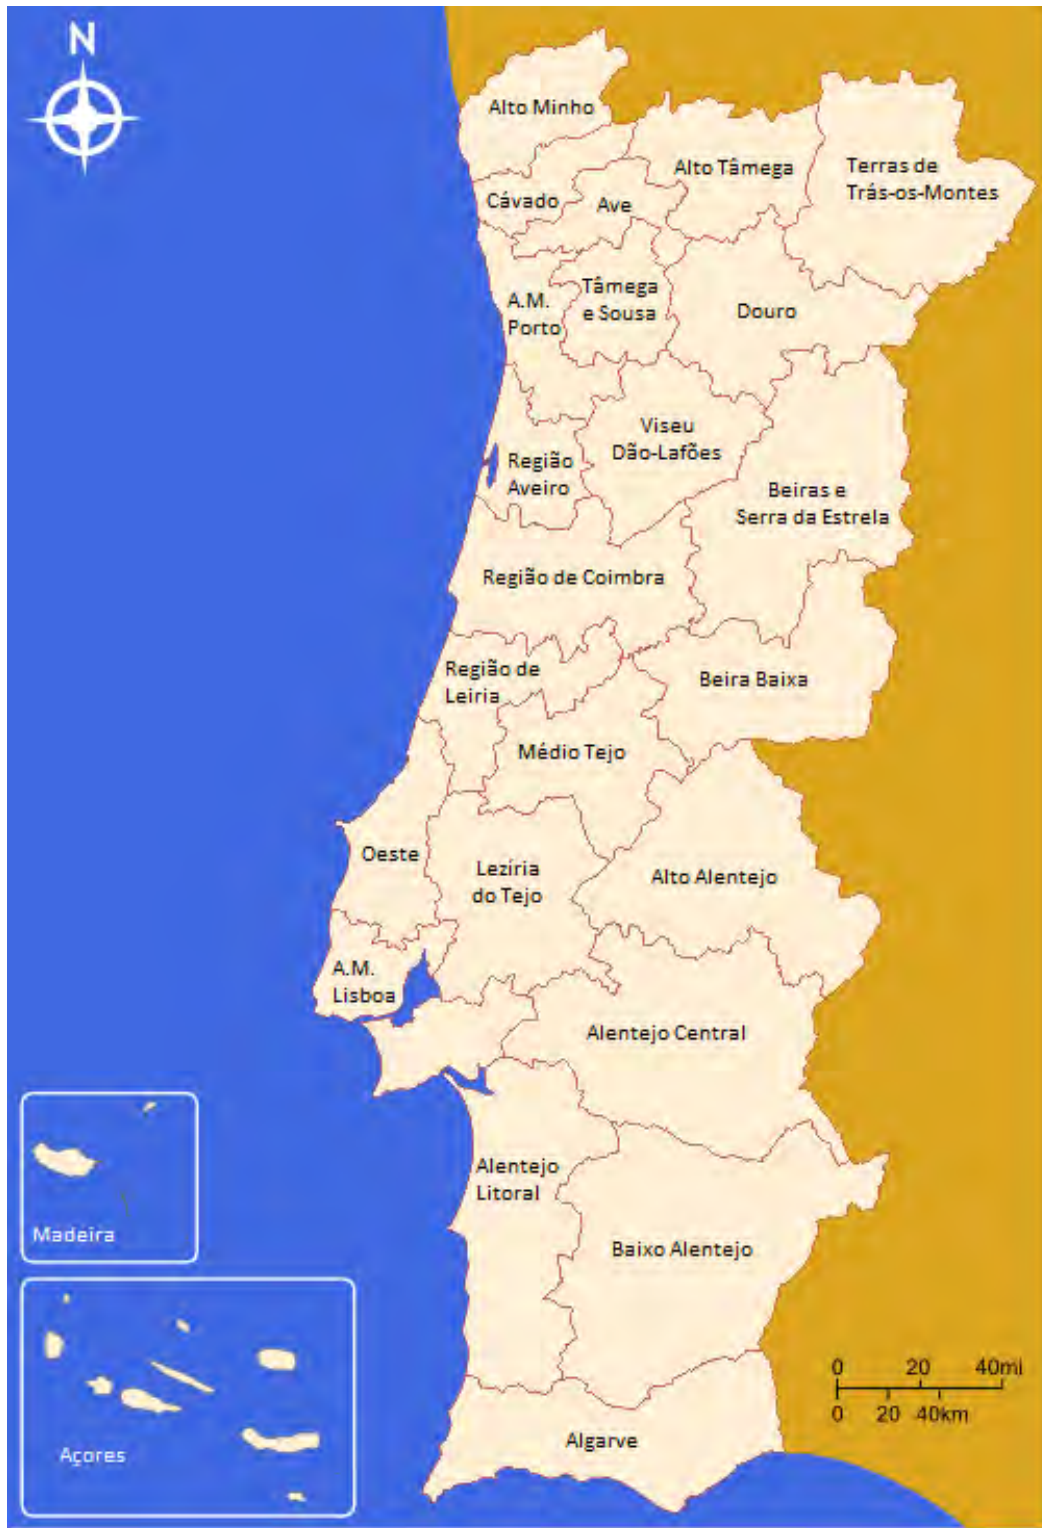 N
Alto Minho
Alto Tâmega
Terras de
Trás-os-Montes
Cávado
Ave
Tâmega
e Sousa
A.M.
Porto
Douro
Viseu
Dão-Lafões
Região
Aveiro
Beiras e
Serra da Estrela
Região de Coimbra
Região de
Leiria
Beira Baixa
Médio Tejo
Oeste
Lezíria
do Tejo
Alto Alentejo
A.M.
Lisboa
Alentejo Central
Alentejo
Litoral
Madeira
Baixo Alentejo
0 20 40mi
0 20 40km
Algarve
Açores